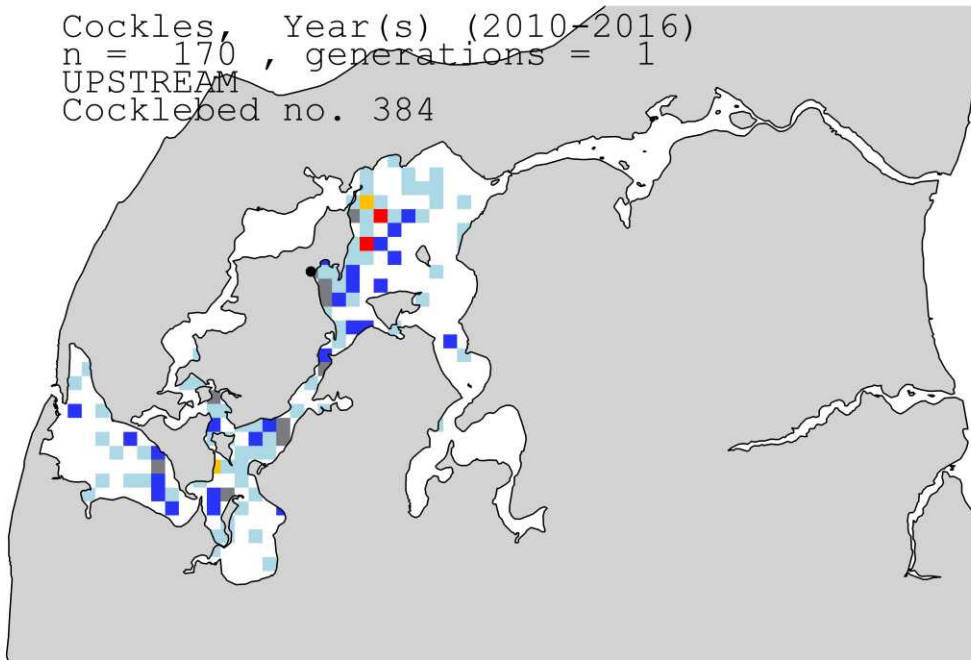 Cockles, Year(s) (2010-2016)
n = 170 , generations = 1
UPSTREAM
Cocklebed no. 384